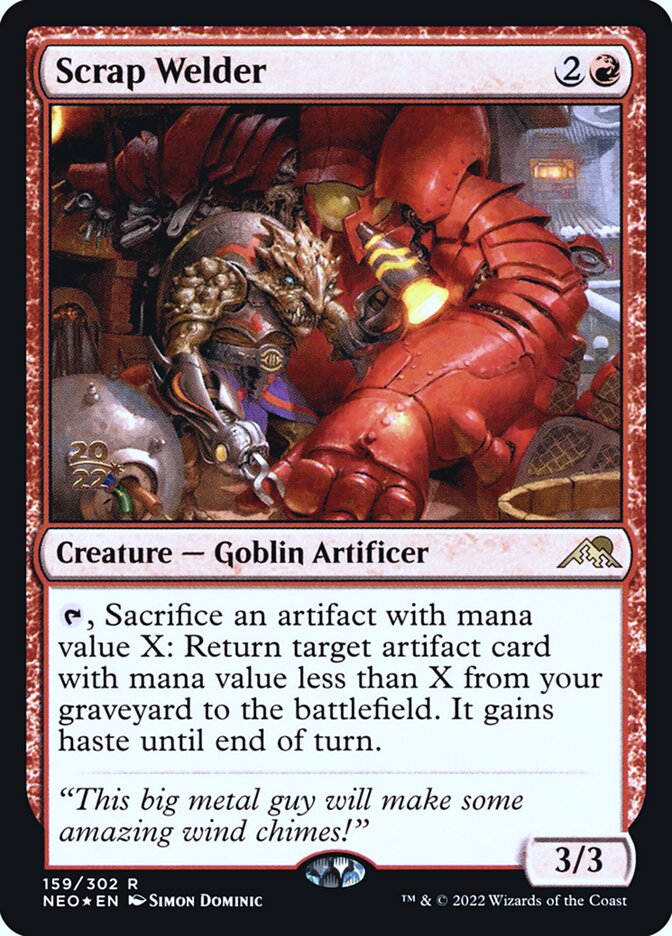 Scrap Welder 2
20
22
Creature — Goblin Artificer
, Sacrifice an artifact with mana
value X: Return target artifact card
with mana value less than X from your
graveyard to the battlefield. It gains
haste until end of turn.
“This big metal guy will make some
amazing wind chimes!”
3/3
159/302 R
NEO★EN Simon Dominic
™ & © 2022 Wizards of the Coast